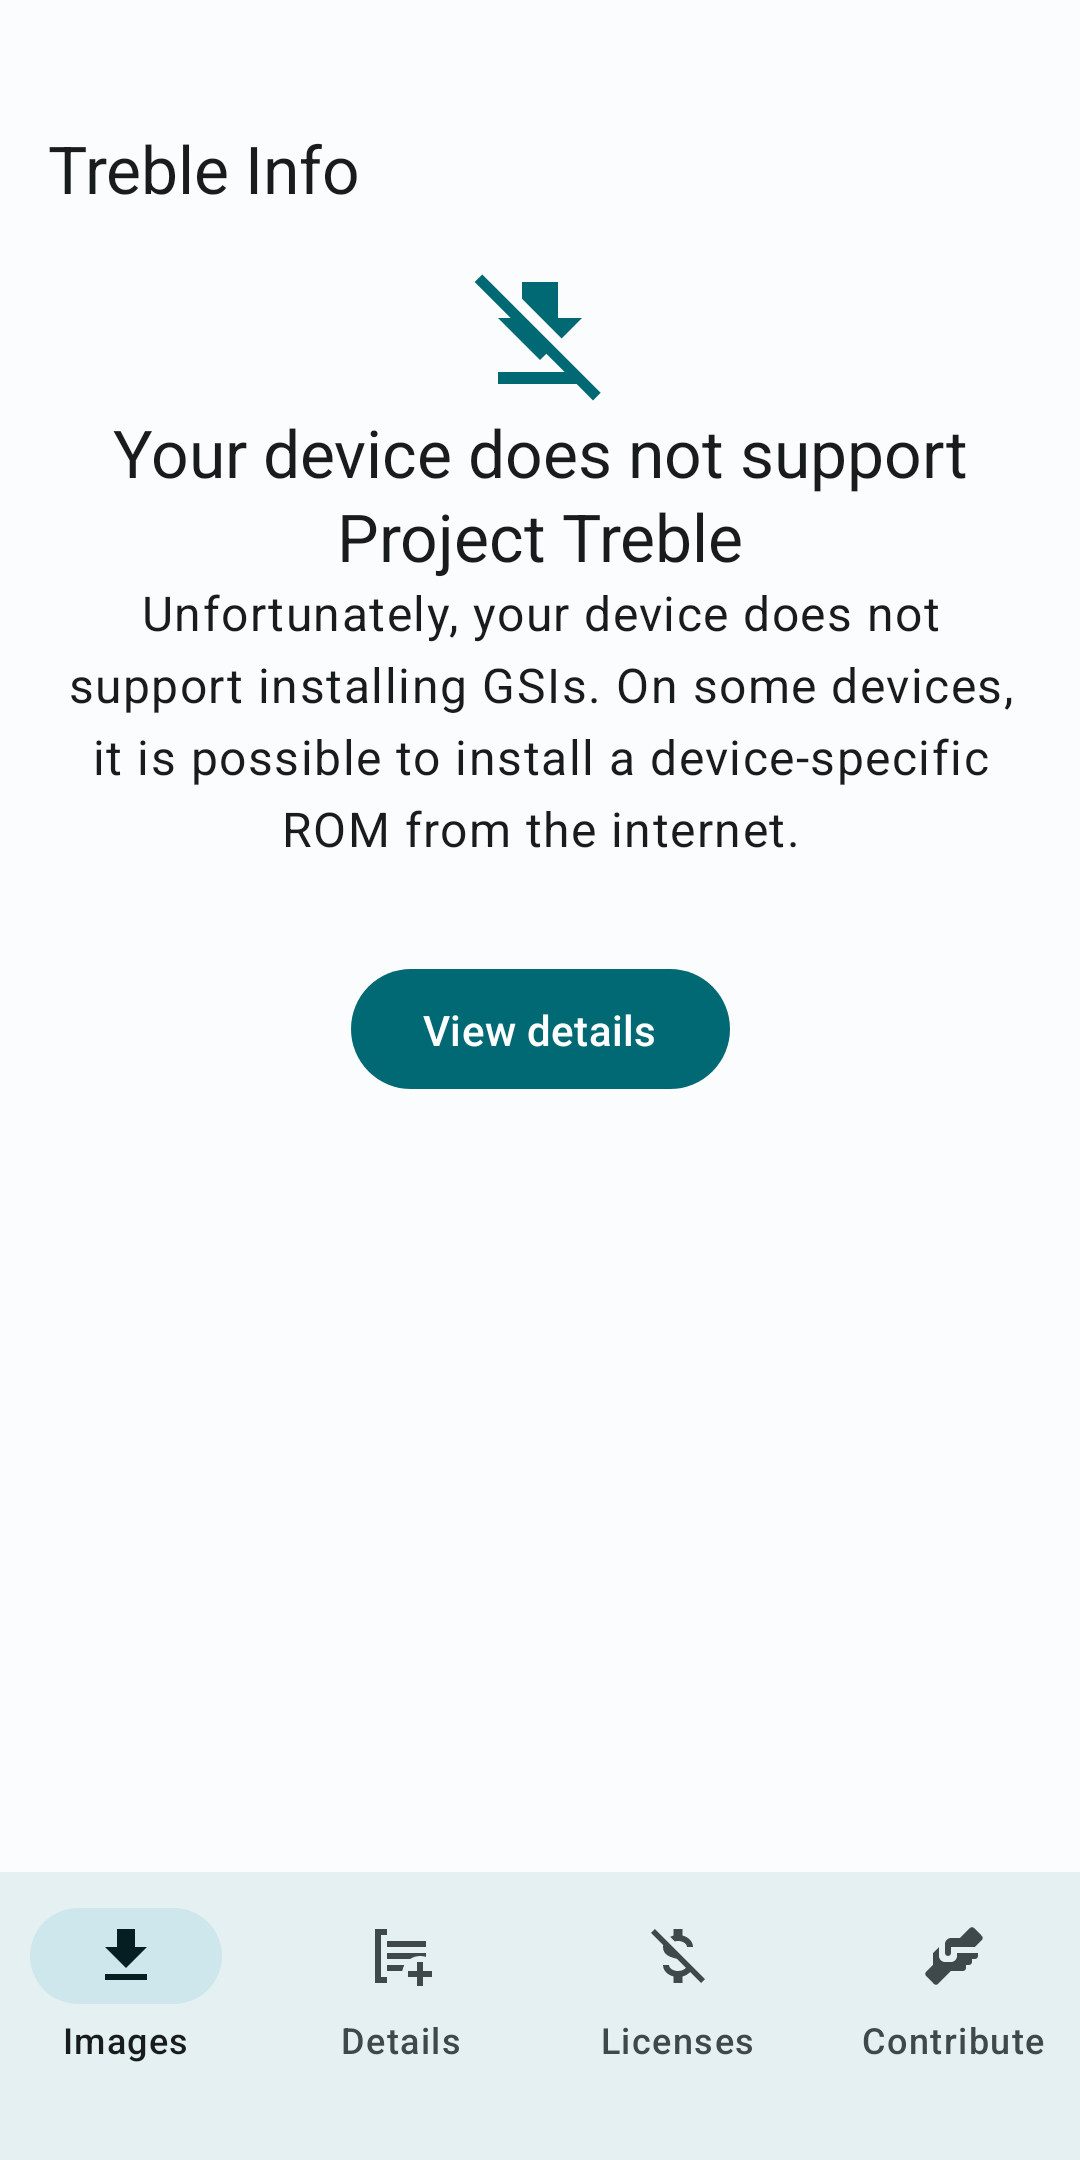 Treble Info
Your device does not support
Project Treble
Unfortunately, your device does not
support installing GSIs. On some devices,
it is possible to install a device-specific
ROM from the internet.
View details
Images
Details
Licenses
Contribute